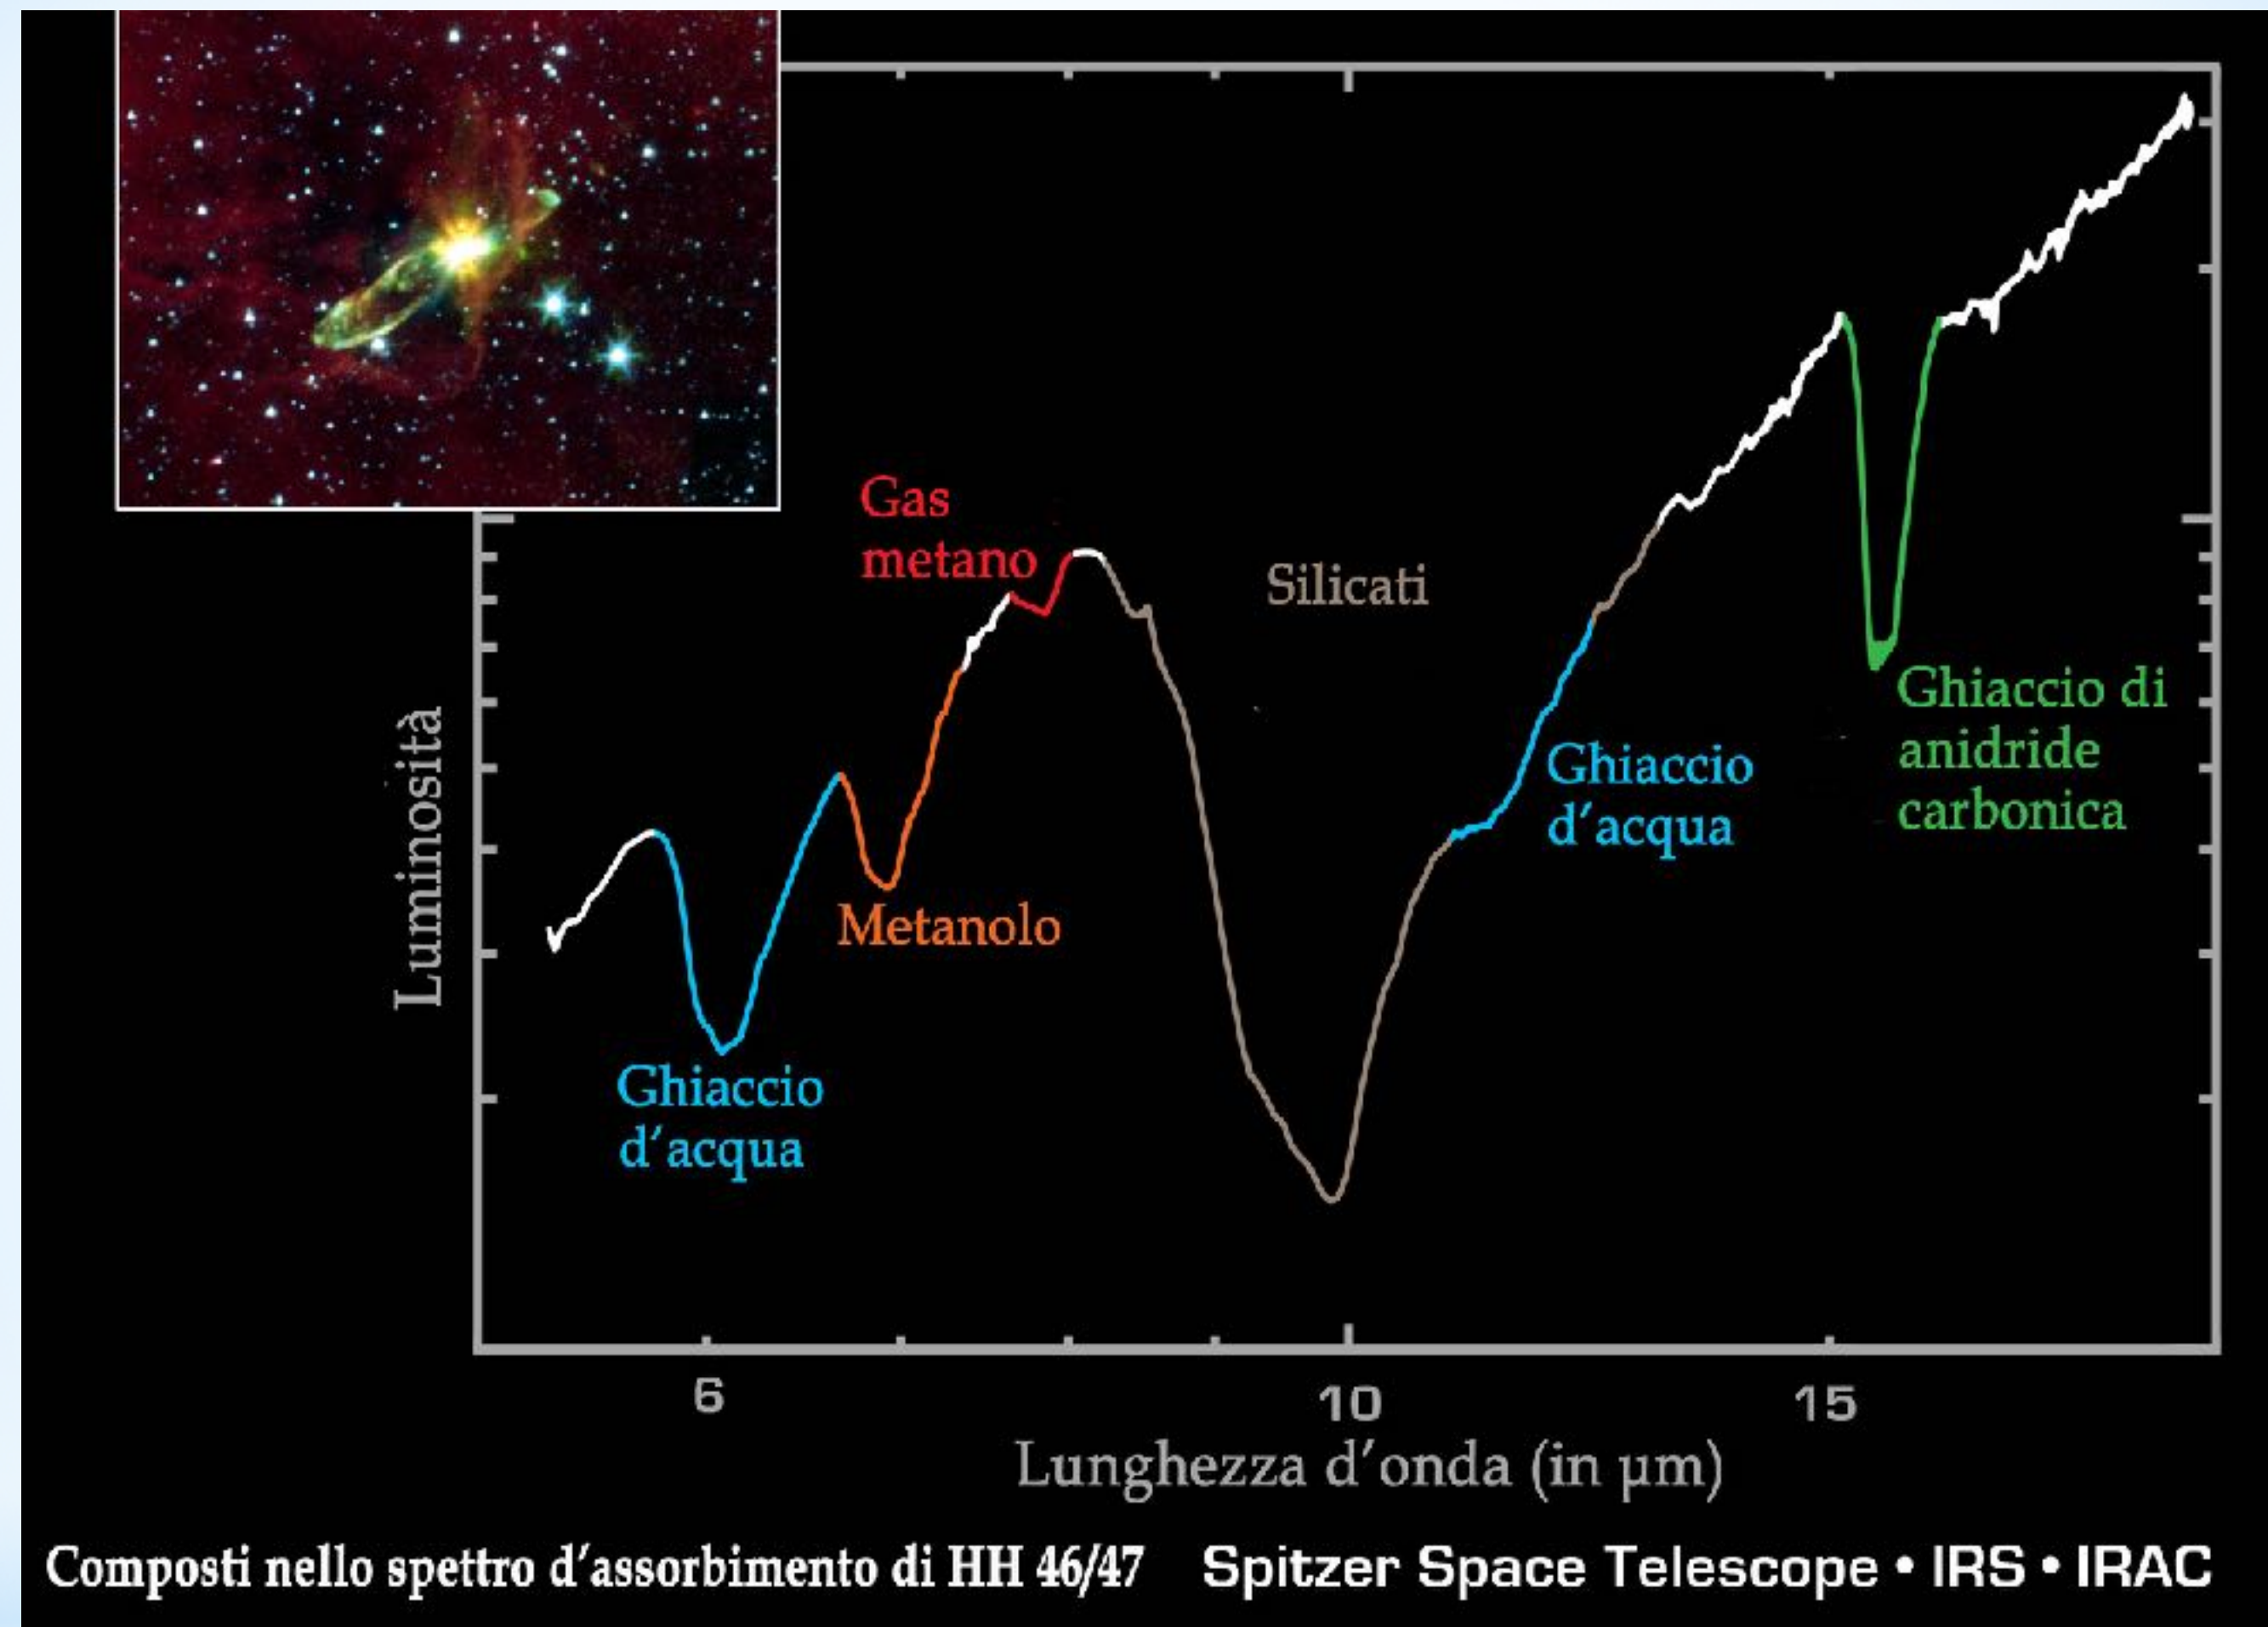 Gas
metano
Silicati
Ghiaccio di
anidride
carbonica
Ghiaccio
d'acqua
Metanolo
Ghiaccio
d'acqua
Luminosità
6
10
15
Lunghezza d'onda (in μm)
Composti nello spettro d'assorbimento di HH 46/47
Spitzer Space Telescope • IRS • IRAC